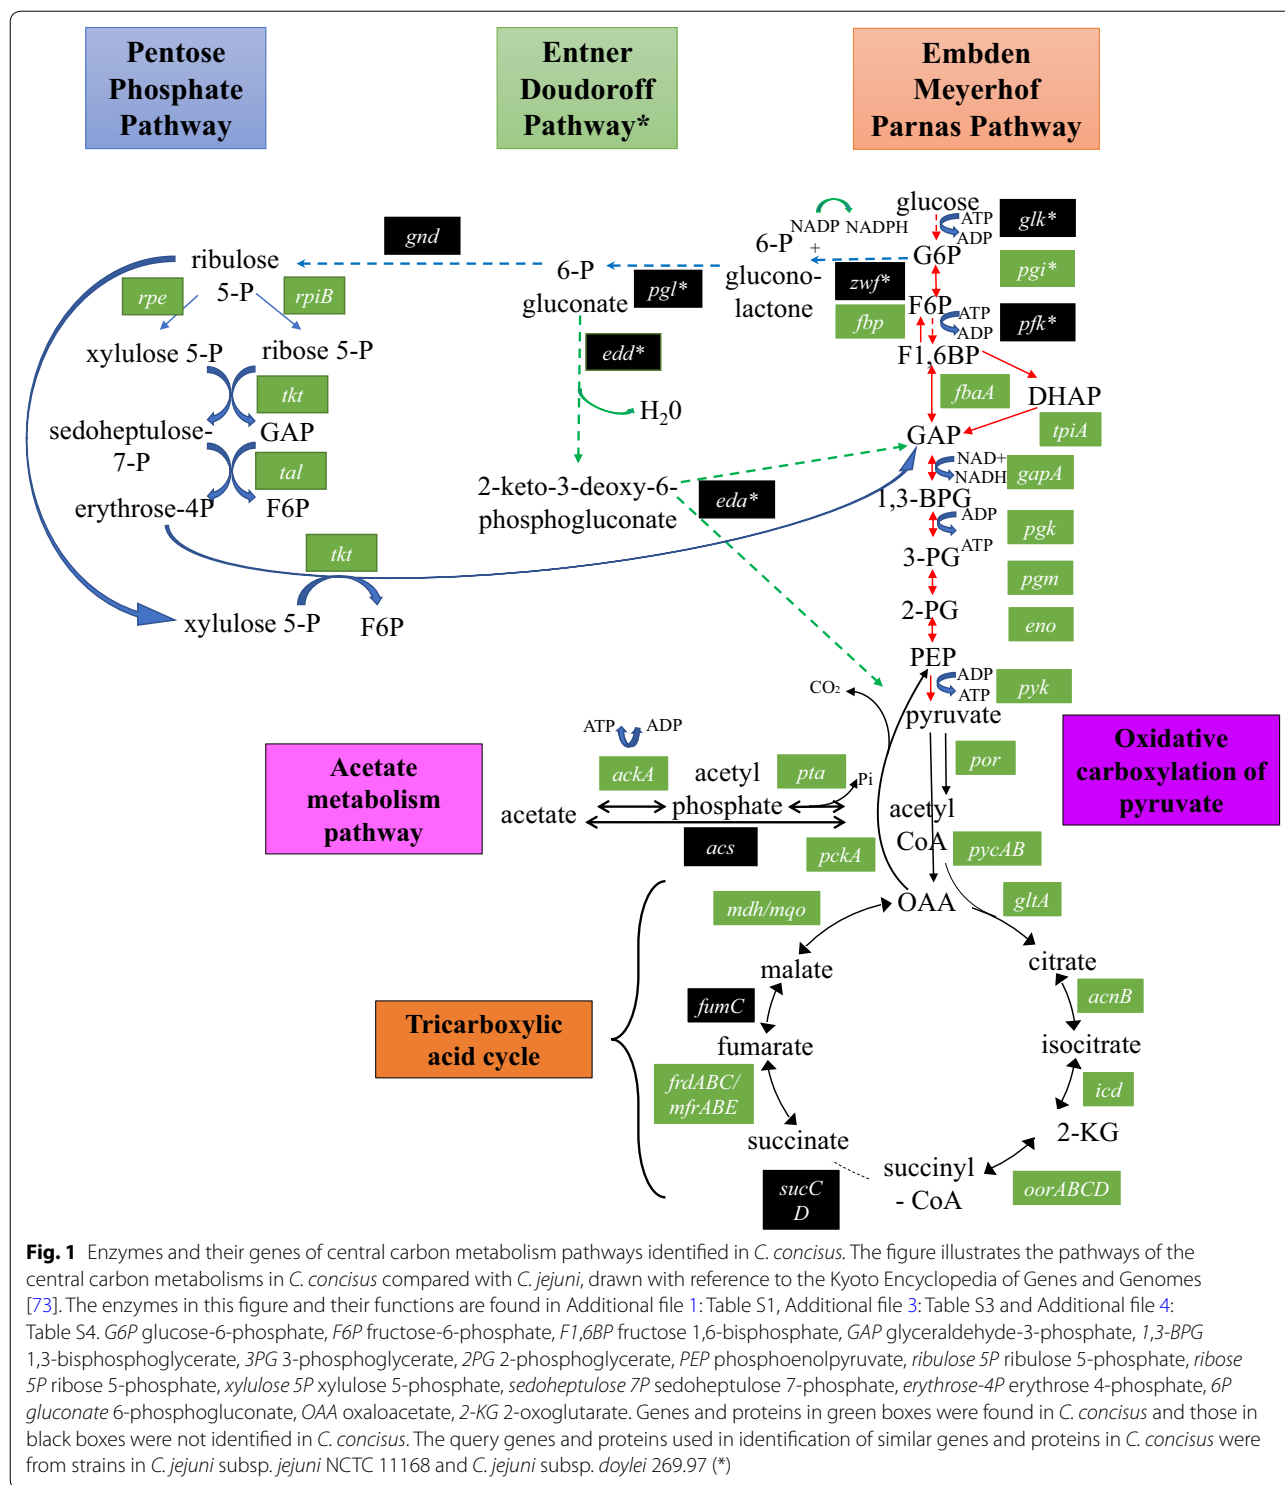 Pentose
Phosphate
Pathway
Entner
Doudoroff
Pathway*
Embden
Meyerhof
Parnas Pathway
glucose
ATP
ADP
glk*
NADP NADPH
G6P
pgi*
gnd
6-P
+
glucono-
lactone
zwf*
pgl*
6-P
gluconate
ribulose
5-P
rpe
rpiB
F6P
fbp
ATP
ADP
pfk*
F1,6BP
xylulose 5-P
ribose 5-P
edd*
fbaA
DHAP
tkt
H20
GAP
tpiA
sedoheptulose-
7-P
GAP
tal
NAD+
NADH
gapA
2-keto-3-deoxy-6-
phosphogluconate
eda*
1,3-BPG
erythrose-4P
F6P
ADP
ATP
pgk
tkt
3-PG
pgm
2-PG
xylulose 5-P
F6P
eno
PEP
ADP
ATP
pyk
CO2
pyruvate
ATP ADP
Acetate
metabolism
pathway
ackA
acetyl
phosphate
pta
Pi
por
Oxidative
carboxylation of
pyruvate
acetate
acetyl
CoA
acs
pckA
pycAB
mdh/mqo
OAA
gltA
malate
citrate
fumC
acnB
Tricarboxylic
acid cycle
fumarate
isocitrate
frdABC/
mfrABE
icd
succinate
2-KG
sucC
D
succinyl
- CoA
oorABCD
Fig. 1 Enzymes and their genes of central carbon metabolism pathways identified in C. concisus. The figure illustrates the pathways of the
central carbon metabolisms in C. concisus compared with C. jejuni, drawn with reference to the Kyoto Encyclopedia of Genes and Genomes
[73]. The enzymes in this figure and their functions are found in Additional file 1: Table S1, Additional file 3: Table S3 and Additional file 4:
Table S4. G6P glucose-6-phosphate, F6P fructose-6-phosphate, F1,6BP fructose 1,6-bisphosphate, GAP glyceraldehyde-3-phosphate, 1,3-BPG
1,3-bisphosphoglycerate, 3PG 3-phosphoglycerate, 2PG 2-phosphoglycerate, PEP phosphoenolpyruvate, ribulose 5P ribulose 5-phosphate, ribose
5P ribose 5-phosphate, xylulose 5P xylulose 5-phosphate, sedoheptulose 7P sedoheptulose 7-phosphate, erythrose-4P erythrose 4-phosphate, 6P
gluconate 6-phosphogluconate, OAA oxaloacetate, 2-KG 2-oxoglutarate. Genes and proteins in green boxes were found in C. concisus and those in
black boxes were not identified in C. concisus. The query genes and proteins used in identification of similar genes and proteins in C. concisus were
from strains in C. jejuni subsp. jejuni NCTC 11168 and C. jejuni subsp. doylei 269.97 (*)